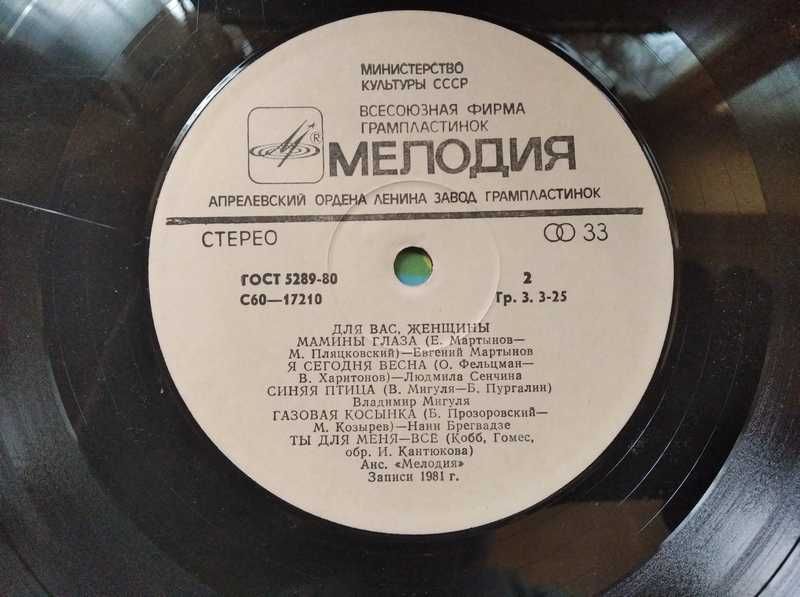 МИНИСТЕРСТВО
КУЛЬТУРЫ СССР
ВСЕСОЮЗНАЯ ФИРМА
ГРАМПЛАСТИНОК
® МЕЛОДИЯ
АПРЕЛЕВСКИЙ ОРДЕНА ЛЕНИНА ЗАВОД ГРАМПЛАСТИНОК
СТЕРЕО 33
ГОСТ 5289-80 2
С60—17210 Гр. 3. 3-25
ДЛЯ ВАС, ЖЕНЩИНЫ
МАМИНЫ ГЛАЗА (Е. Мартынов—
М. Пляцковский)—Евгений Мартынов
Я СЕГОДНЯ ВЕСНА (О. Фельцман—
В. Харитонов)—Людмила Сенчина
СИНЯЯ ПТИЦА (В. Мигуля—Б. Пургалин)
Владимир Мигуля
ГАЗОВАЯ КОСЫНКА (Б. Прозоровский—
М. Козырев)—Нани Брегвадзе
ТЫ ДЛЯ МЕНЯ—ВСЕ (Кобб, Гомес,
обр. И. Кантюкова)
Анс. «Мелодия»
Записи 1981 г.